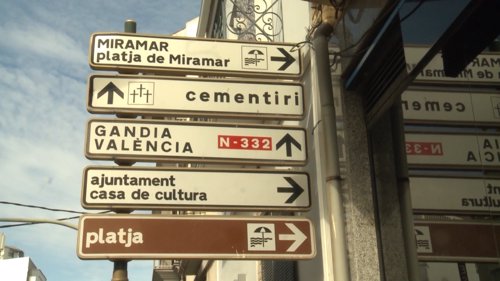 MIRAMAR
platja de Miramar
cementiri
GANDIA
VALÈNCIA
N-332
ajuntament
casa de cultura
platja